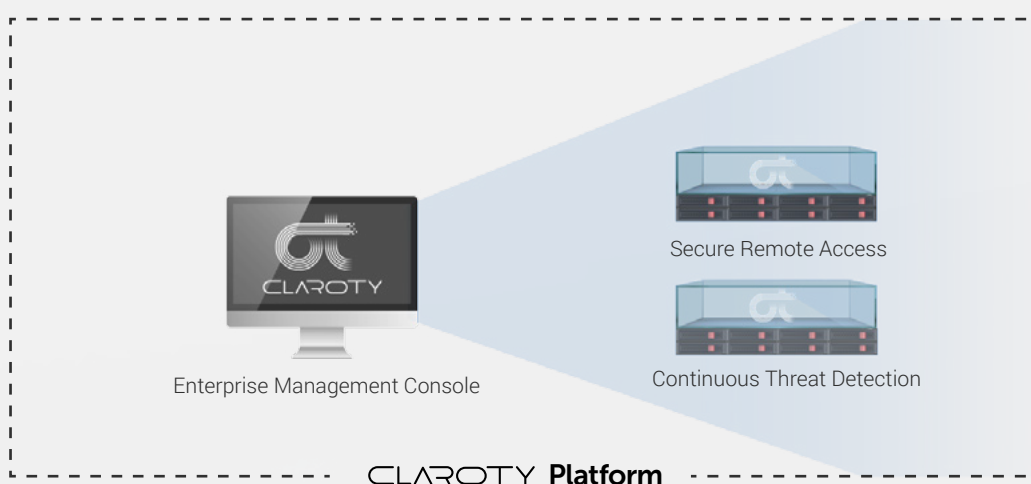 CLAROTY
Secure Remote Access
Enterprise Management Console
Continuous Threat Detection
CLAROTY Platform